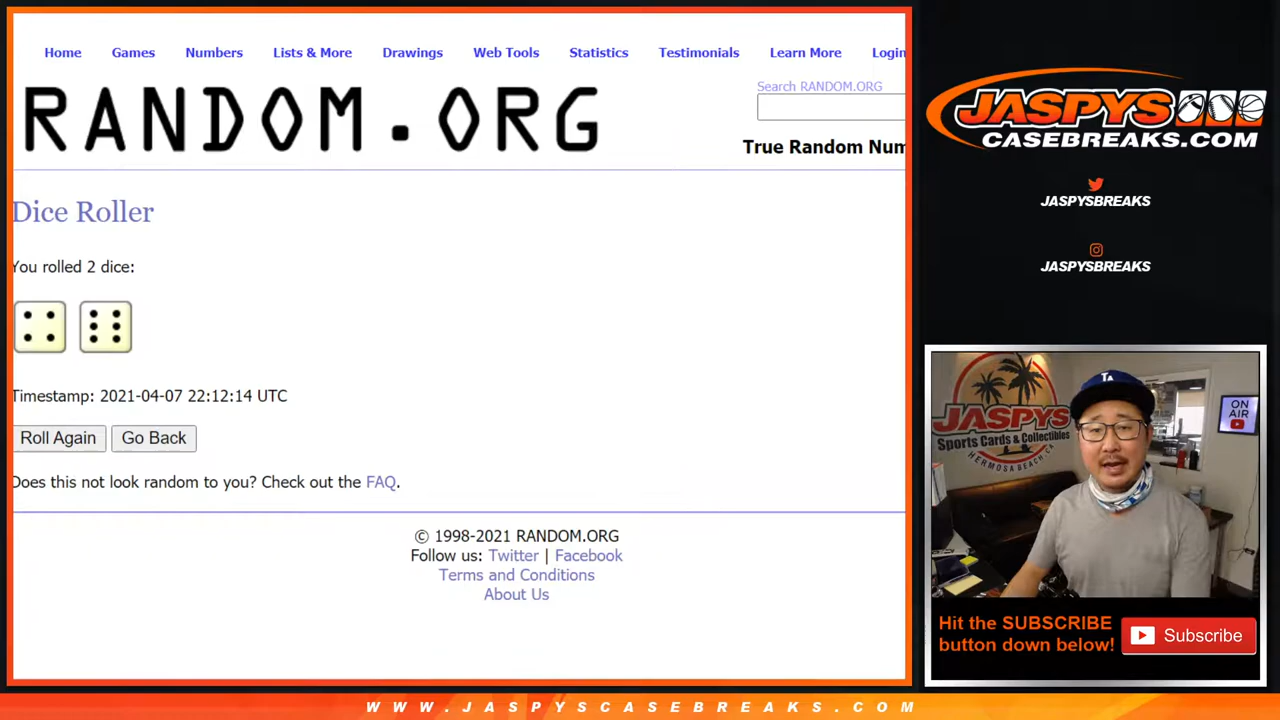 Home Games Numbers Lists & More Drawings Web Tools Statistics Testimonials Learn More Login
RANDOM.ORG
Search RANDOM.ORG
True Random Num
Dice Roller
You rolled 2 dice:
Timestamp: 2021-04-07 22:12:14 UTC
Roll Again Go Back
Does this not look random to you? Check out the FAQ.
© 1998-2021 RANDOM.ORG
Follow us: Twitter | Facebook
Terms and Conditions
About Us
JASPYS
CASEBREAKS.COM
JASPYSBREAKS
JASPYSBREAKS
JASPYS
Sports Cards & Collectibles
HERMOSA BEACH, CA
LA
ON
AIR
Hit the SUBSCRIBE
button down below!
Subscribe
WWW.JASPYSCASEBREAKS.COM